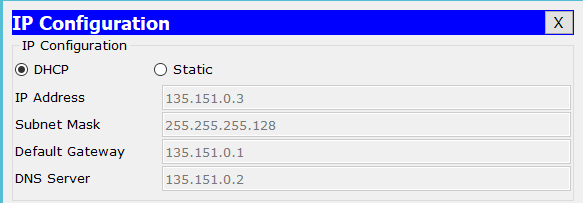 IP Configuration X
IP Configuration
DHCP Static
IP Address 135.151.0.3
Subnet Mask 255.255.255.128
Default Gateway 135.151.0.1
DNS Server 135.151.0.2